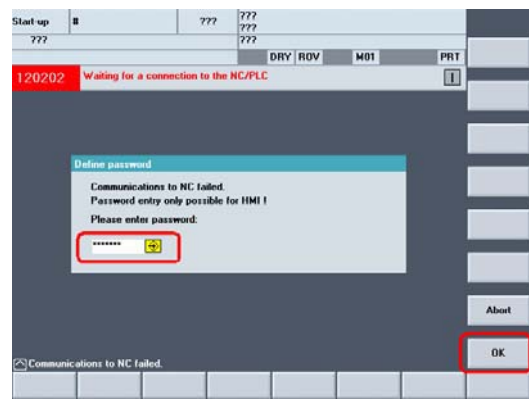 Start-up
#
???
???
???
???
???
DRY ROV M01 PRT
120202 Waiting for a connection to the NC/PLC
Define password
Communications to NC failed.
Password entry only possible for HMI !
Please enter password:
*******
Abort
OK
Communications to NC failed.